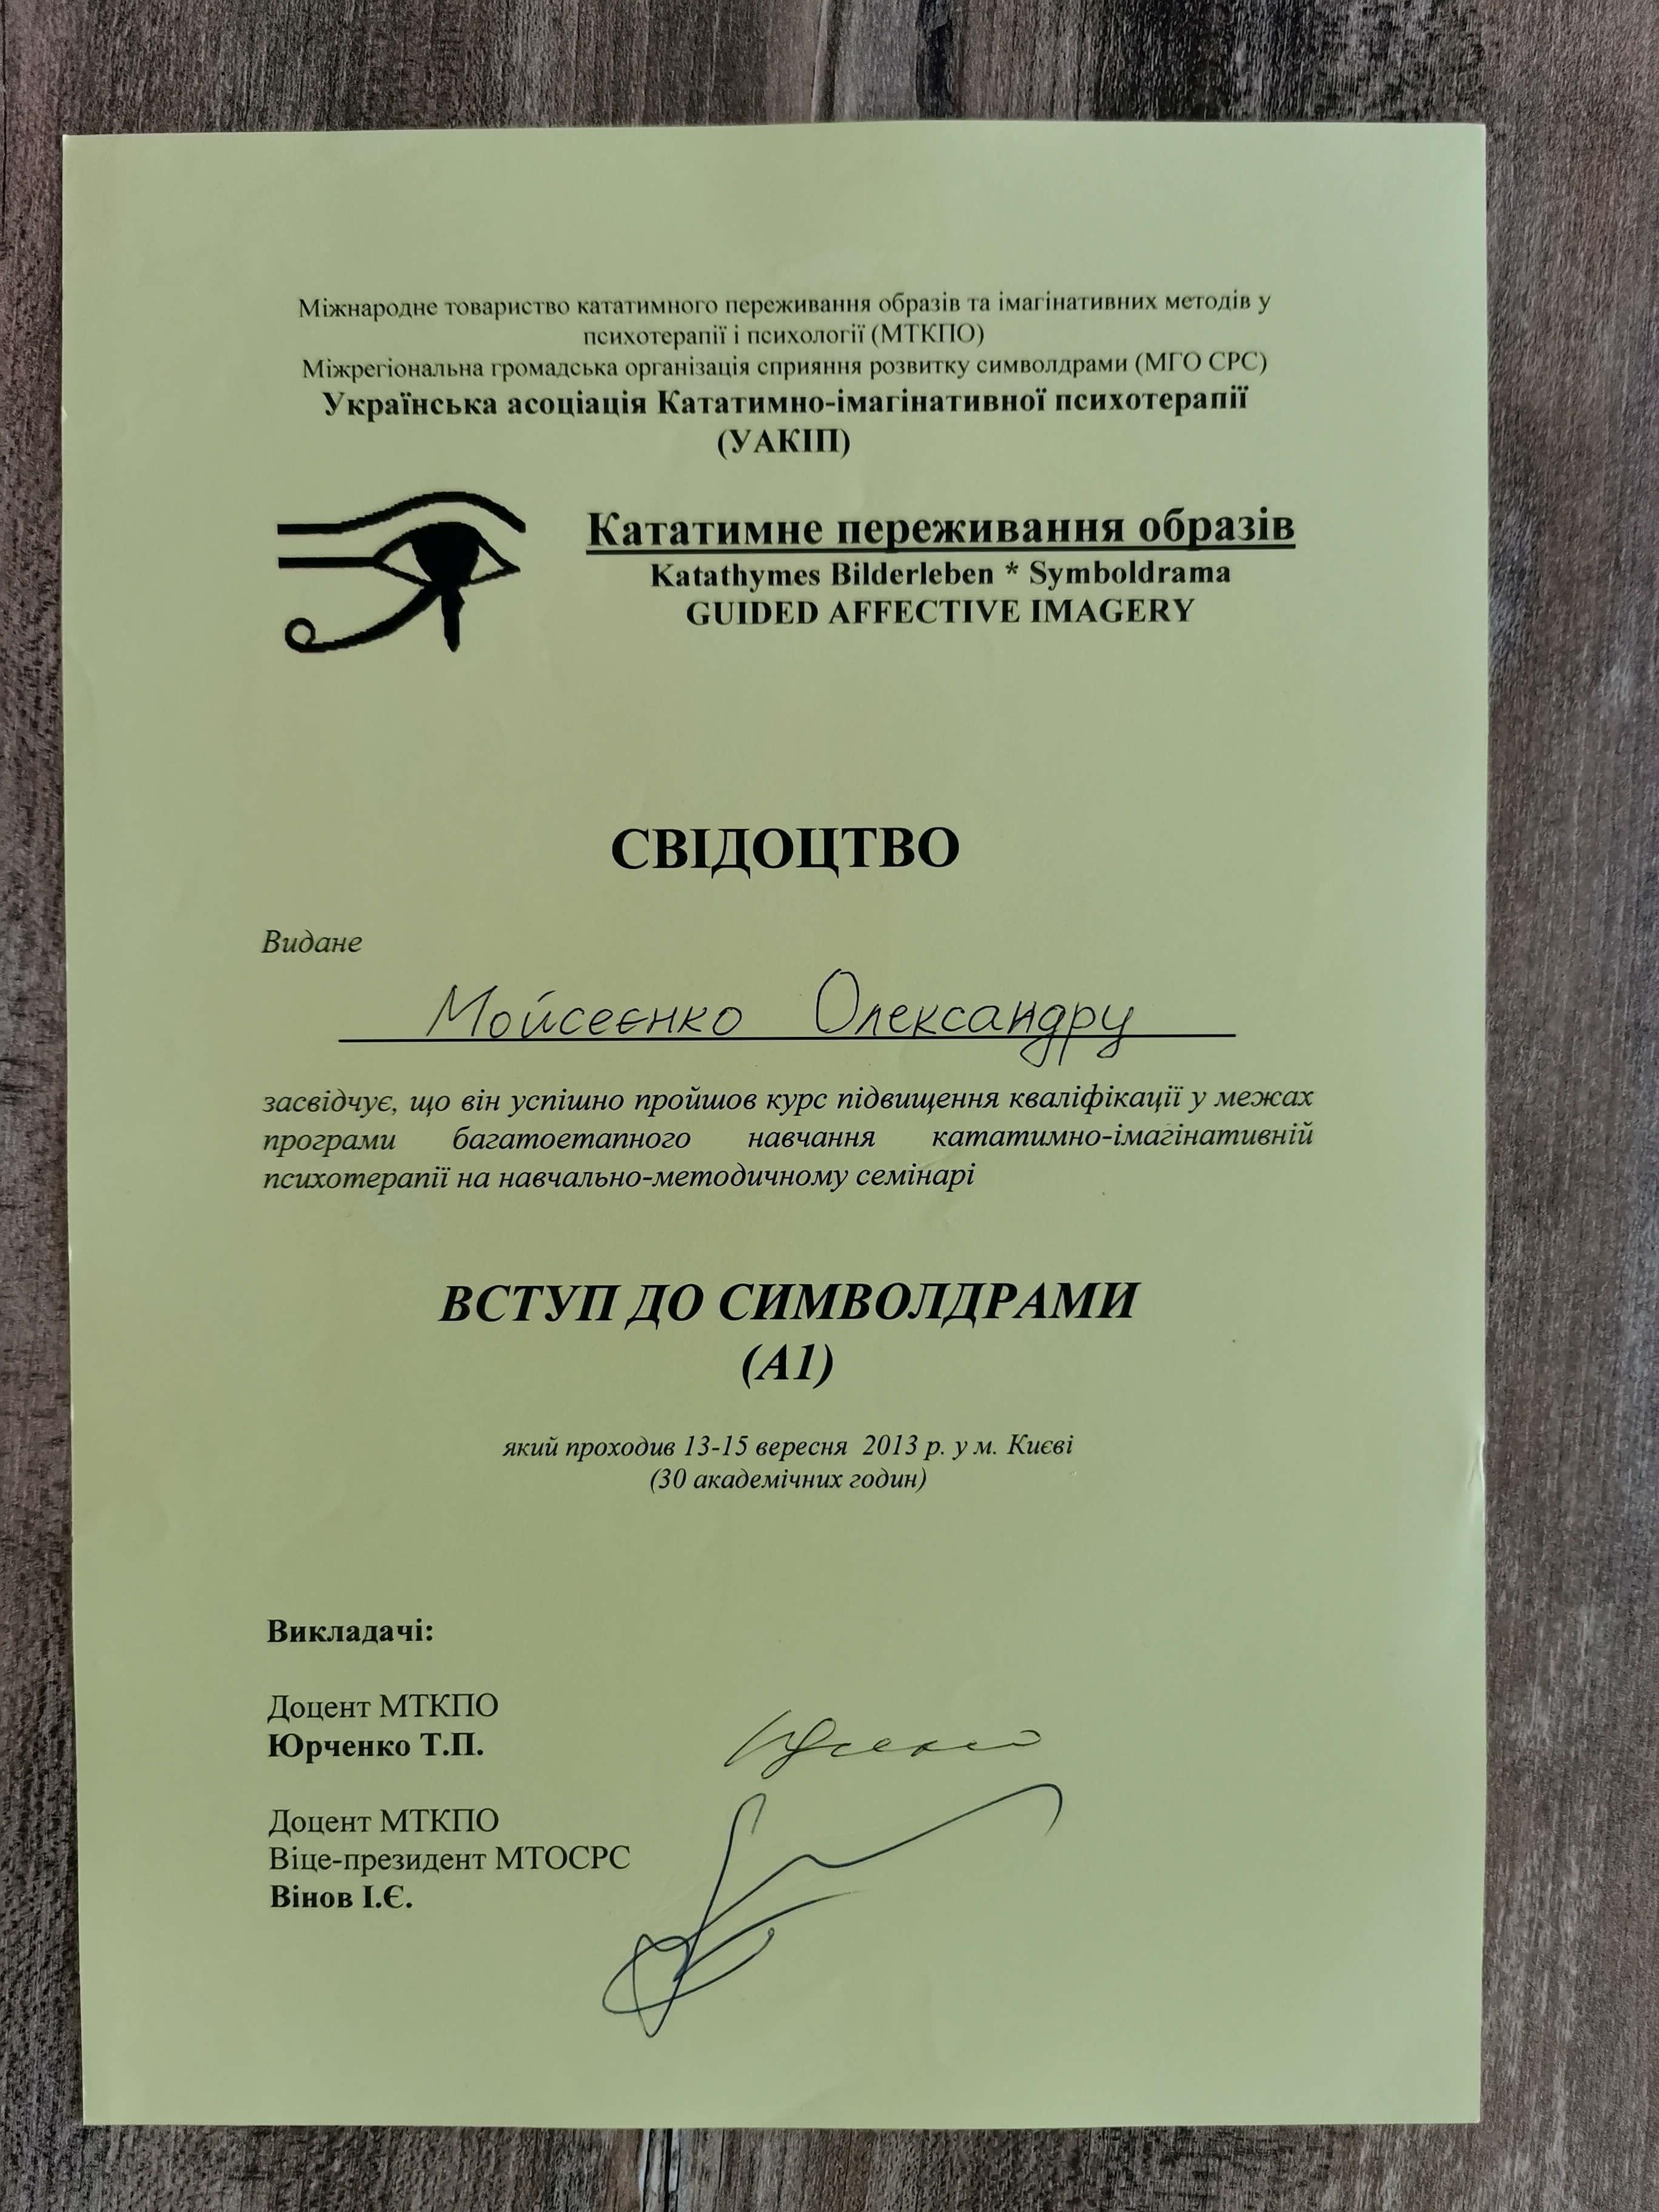 Міжнародне товариство кататимного переживання образів та імагінативних методів у
психотерапії і психології (МТКПО)
Міжрегіональна громадська організація сприяння розвитку символдрами (МГО СРС)
Українська асоціація Кататимно-імагінативної психотерапії
(УАКІП)
Кататимне переживання образів
Katathymes Bilderleben * Symboldrama
GUIDED AFFECTIVE IMAGERY
СВІДОЦТВО
Видане
Мойсеєнко Олександру
засвідчує, що він успішно пройшов курс підвищення кваліфікації у межах
програми багатоетапного навчання кататимно-імагінативній
психотерапії на навчально-методичному семінарі
ВСТУП ДО СИМВОЛДРАМИ
(А1)
який проходив 13-15 вересня 2013 р. у м. Києві
(30 академічних годин)
Викладачі:
Доцент МТКПО
Юрченко Т.П.
Доцент МТКПО
Віце-президент МТОСРС
Вінов І.Є.